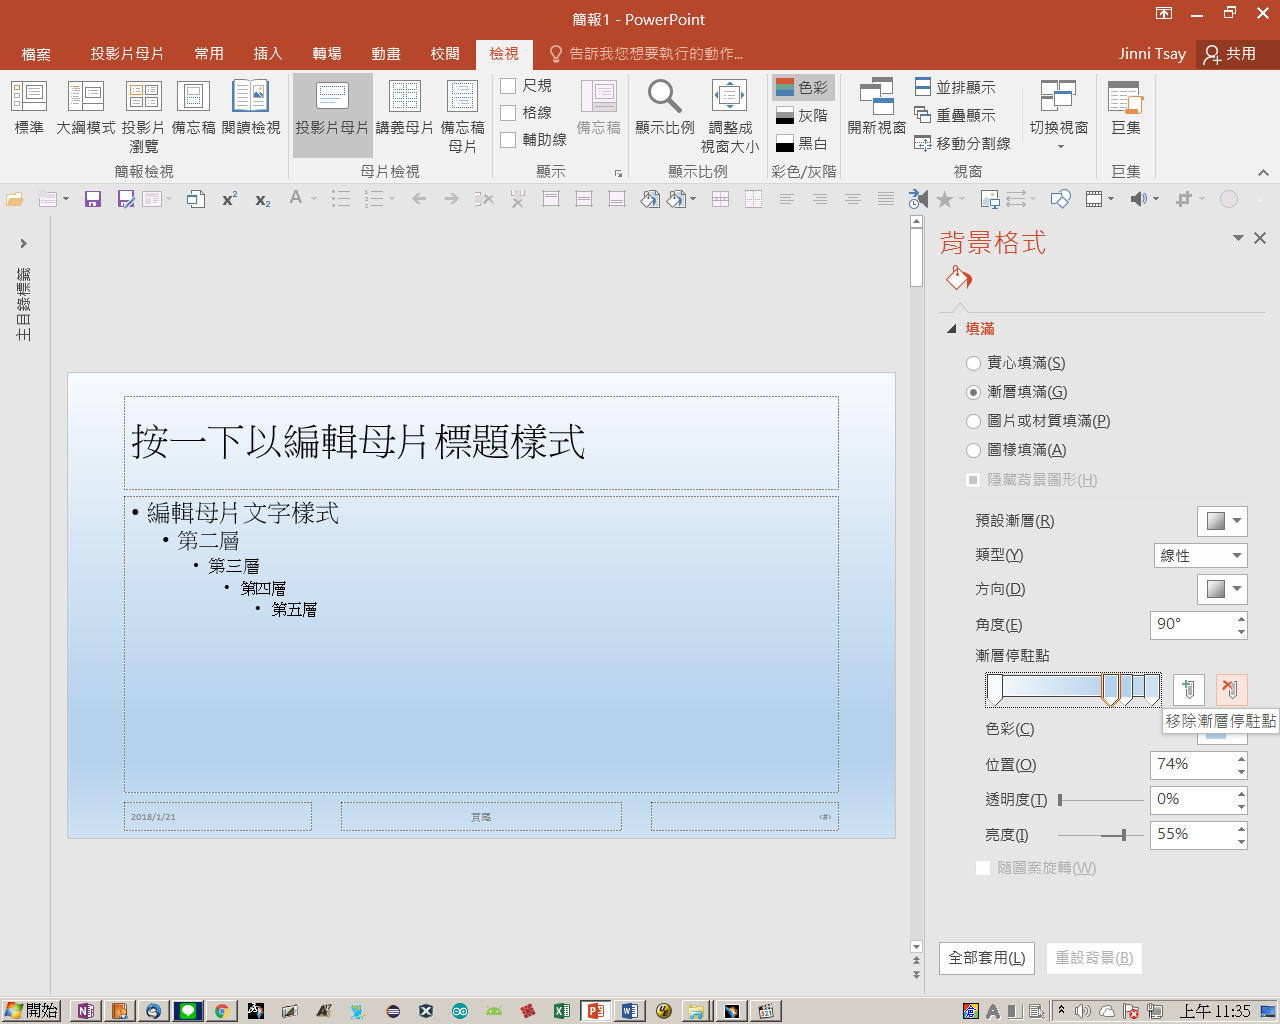 簡報1 - PowerPoint
檔案 投影片母片 常用 插入 轉場 動畫 校閱 檢視 告訴我您想要執行的動作... Jinni Tsay 共用
標準 大綱模式 投影片瀏覽 備忘稿 閱讀檢視
簡報檢視
投影片母片 講義母片 備忘稿母片
母片檢視
尺規
格線
輔助線
備忘稿
顯示
顯示比例 調整成視窗大小
顯示比例
色彩
灰階
黑白
彩色/灰階
開新視窗
並排顯示
重疊顯示
移動分割線
切換視窗
視窗
巨集
巨集
主目錄標籤
按一下以編輯母片標題樣式
• 編輯母片文字樣式
• 第二層
• 第三層
• 第四層
• 第五層
2018/1/21 頁尾 ‹#›
背景格式
填滿
實心填滿(S)
漸層填滿(G)
圖片或材質填滿(P)
圖樣填滿(A)
隱藏背景圖形(H)
預設漸層(R)
類型(Y) 線性
方向(D)
角度(E) 90°
漸層停駐點
移除漸層停駐點
色彩(C)
位置(O) 74%
透明度(T) 0%
亮度(I) 55%
隨圖案旋轉(W)
全部套用(L) 重設背景(B)
開始 上午 11:35